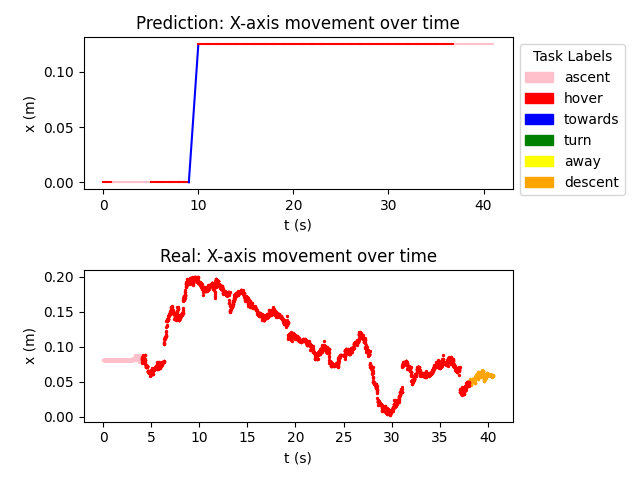 Prediction: X-axis movement over time
x (m)
0.10
0.05
0.00
0
10
20
30
40
t (s)
Task Labels
ascent
hover
towards
turn
away
descent
Real: X-axis movement over time
x (m)
0.20
0.15
0.10
0.05
0.00
0
5
10
15
20
25
30
35
40
t (s)